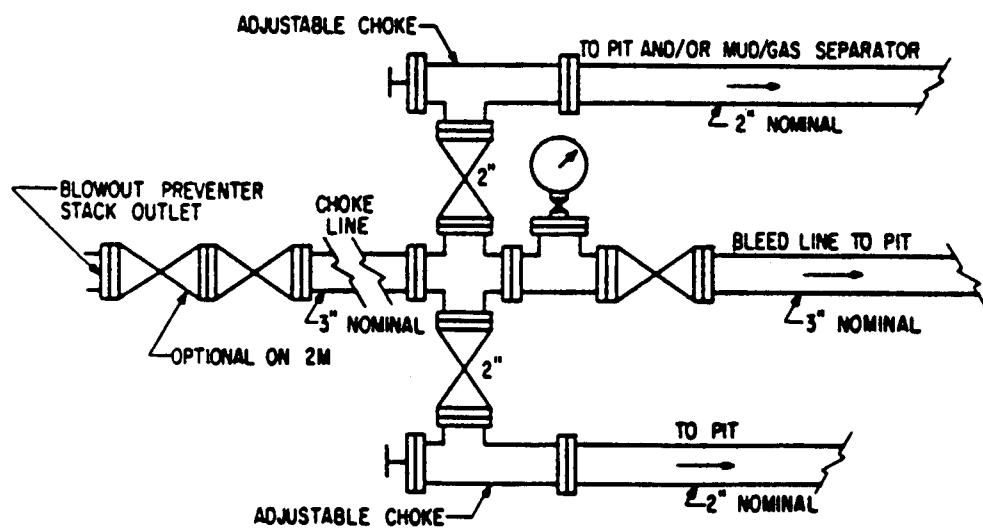 ADJUSTABLE CHOKE
TO PIT AND/OR MUD/GAS SEPARATOR
2" NOMINAL
2"
BLOWOUT PREVENTER
STACK OUTLET
CHOKE
LINE
BLEED LINE TO PIT
3" NOMINAL
3" NOMINAL
OPTIONAL ON 2M
2"
TO PIT
2" NOMINAL
ADJUSTABLE CHOKE